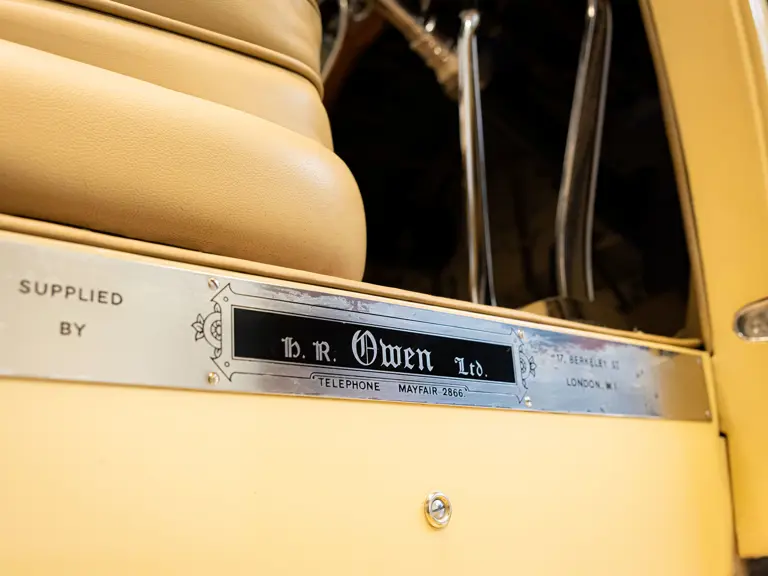 SUPPLIED
BY
H. R. Owen Ltd.
TELEPHONE MAYFAIR 2866
17, BERKELEY ST
LONDON, W.1